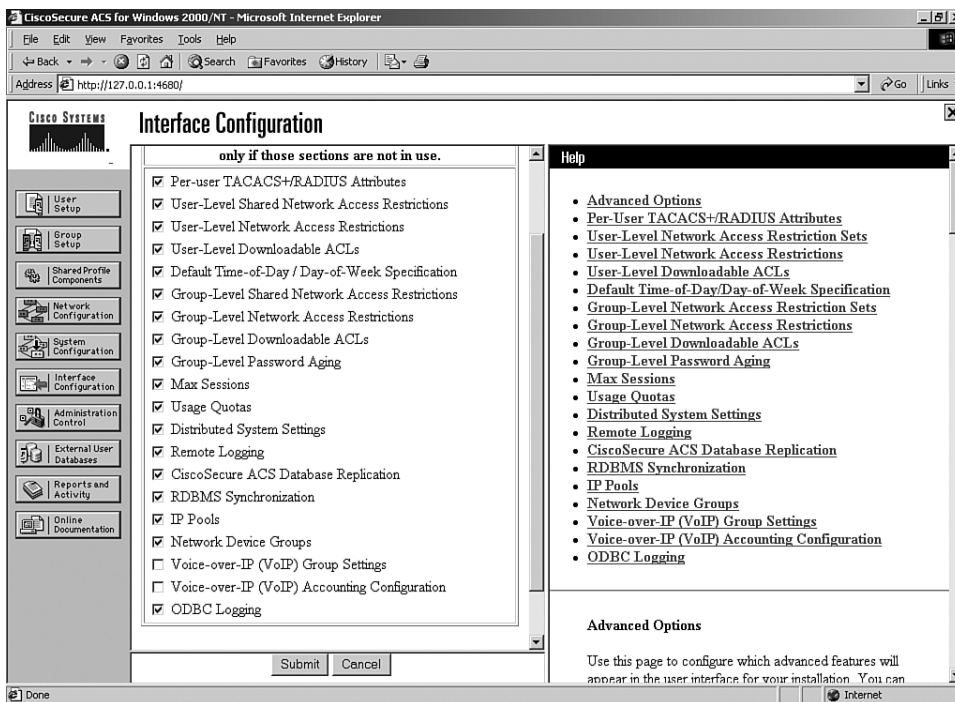 CiscoSecure ACS for Windows 2000/NT - Microsoft Internet Explorer
File Edit View Favorites Tools Help
Back Search Favorites History
Address http://127.0.0.1:4680/ Go Links
CISCO SYSTEMS
Interface Configuration
User Setup
Group Setup
Shared Profile Components
Network Configuration
System Configuration
Interface Configuration
Administration Control
External User Databases
Reports and Activity
Online Documentation
only if those sections are not in use.
Per-user TACACS+/RADIUS Attributes
User-Level Shared Network Access Restrictions
User-Level Network Access Restrictions
User-Level Downloadable ACLs
Default Time-of-Day / Day-of-Week Specification
Group-Level Shared Network Access Restrictions
Group-Level Network Access Restrictions
Group-Level Downloadable ACLs
Group-Level Password Aging
Max Sessions
Usage Quotas
Distributed System Settings
Remote Logging
CiscoSecure ACS Database Replication
RDBMS Synchronization
IP Pools
Network Device Groups
Voice-over-IP (VoIP) Group Settings
Voice-over-IP (VoIP) Accounting Configuration
ODBC Logging
Submit Cancel
Help
Advanced Options
Per-User TACACS+/RADIUS Attributes
User-Level Network Access Restriction Sets
User-Level Network Access Restrictions
User-Level Downloadable ACLs
Default Time-of-Day/Day-of-Week Specification
Group-Level Network Access Restriction Sets
Group-Level Network Access Restrictions
Group-Level Downloadable ACLs
Group-Level Password Aging
Max Sessions
Usage Quotas
Distributed System Settings
Remote Logging
CiscoSecure ACS Database Replication
RDBMS Synchronization
IP Pools
Network Device Groups
Voice-over-IP (VoIP) Group Settings
Voice-over-IP (VoIP) Accounting Configuration
ODBC Logging
Advanced Options
Use this page to configure which advanced features will
appear in the user interface for your installation. You can
Done Internet